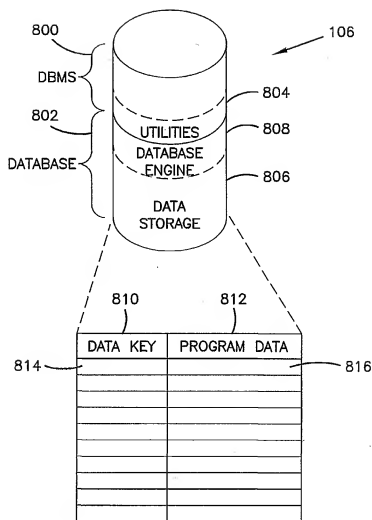 800
106
DBMS
804
802
UTILITIES
808
DATABASE
DATABASE
ENGINE
806
DATA
STORAGE
810
812
DATA KEY
PROGRAM DATA
814
816